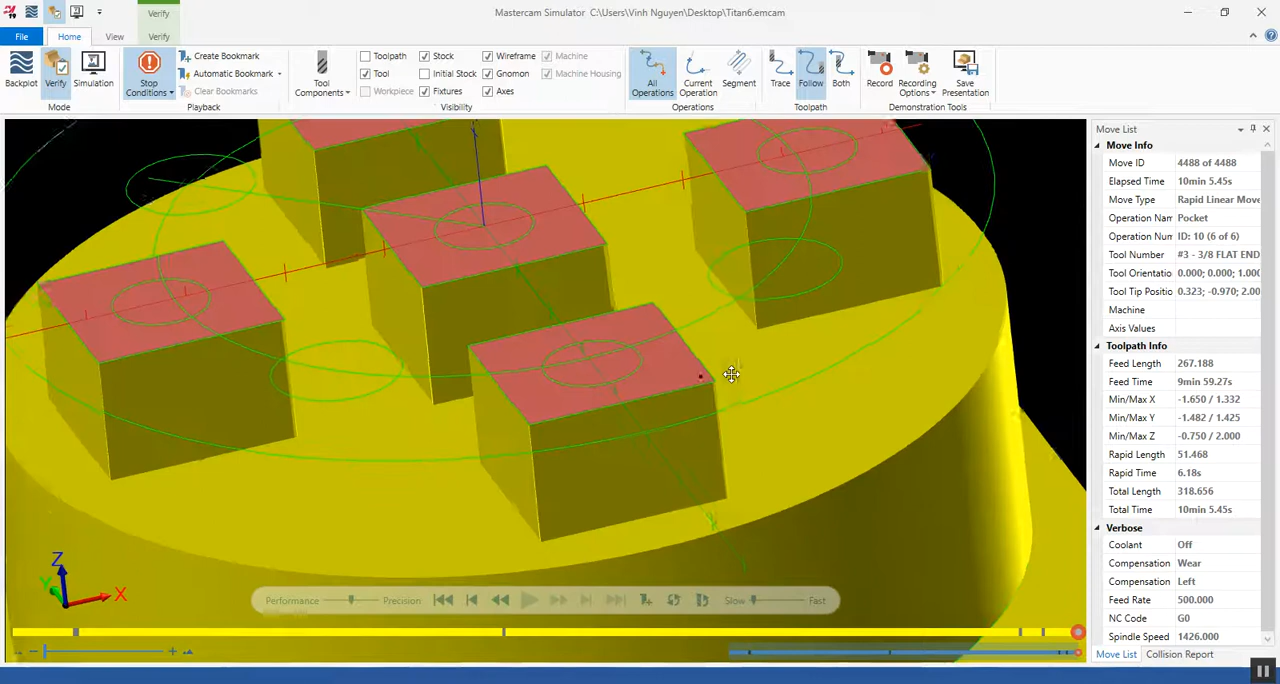 Verify
Mastercam Simulator C:\Users\Vinh Nguyen\Desktop\Titan6.emcam
File Home View Verify
Backplot Verify Simulation
Mode
Stop Conditions
Create Bookmark
Automatic Bookmark
Clear Bookmarks
Playback
Tool Components
Toolpath Stock Wireframe Machine
Tool Initial Stock Gnomon Machine Housing
Workpiece Fixtures Axes
Visibility
All Operations Current Operation Segment
Operations
Trace Follow Both
Toolpath
Record Recording Options Save Presentation
Demonstration Tools
Move List
Move Info
Move ID 4488 of 4488
Elapsed Time 10min 5.45s
Move Type Rapid Linear Move
Operation Nam Pocket
Operation Num ID: 10 (6 of 6)
Tool Number #3 - 3/8 FLAT END
Tool Orientatio 0.000; 0.000; 1.000
Tool Tip Positio 0.323; -0.970; 2.00
Machine
Axis Values
Toolpath Info
Feed Length 267.188
Feed Time 9min 59.27s
Min/Max X -1.650 / 1.332
Min/Max Y -1.482 / 1.425
Min/Max Z -0.750 / 2.000
Rapid Length 51.468
Rapid Time 6.18s
Total Length 318.656
Total Time 10min 5.45s
Verbose
Coolant Off
Compensation Wear
Compensation Left
Feed Rate 500.000
NC Code G0
Spindle Speed 1426.000
Move List Collision Report
Z
Y
X
Performance Precision Slow Fast